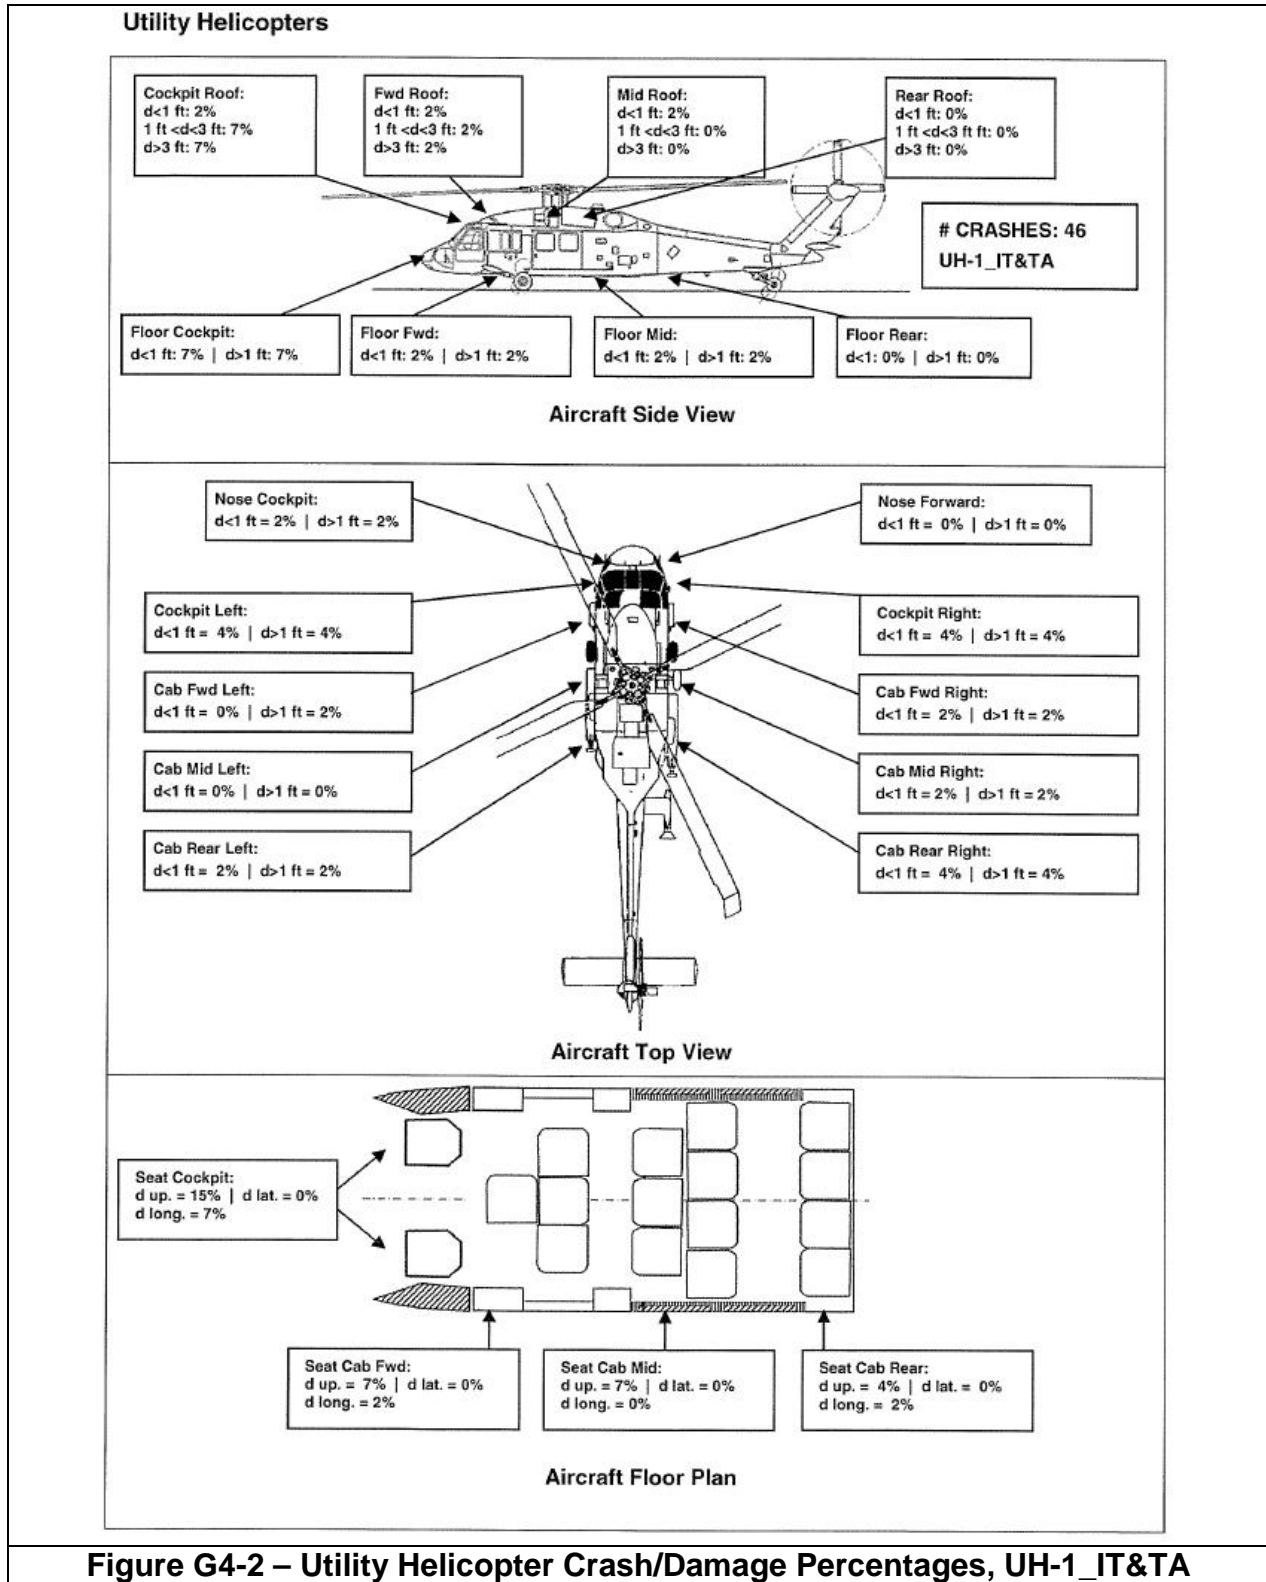 Utility Helicopters
Cockpit Roof:
d<1 ft: 2%
1 ft <d<3 ft: 7%
d>3 ft: 7%
Fwd Roof:
d<1 ft: 2%
1 ft <d<3 ft: 2%
d>3 ft: 2%
Mid Roof:
d<1 ft: 2%
1 ft <d<3 ft: 0%
d>3 ft: 0%
Rear Roof:
d<1 ft: 0%
1 ft <d<3 ft ft: 0%
d>3 ft: 0%
# CRASHES: 46
UH-1_IT&TA
Floor Cockpit:
d<1 ft: 7% | d>1 ft: 7%
Floor Fwd:
d<1 ft: 2% | d>1 ft: 2%
Floor Mid:
d<1 ft: 2% | d>1 ft: 2%
Floor Rear:
d<1: 0% | d>1 ft: 0%
Aircraft Side View
Nose Cockpit:
d<1 ft = 2% | d>1 ft = 2%
Nose Forward:
d<1 ft = 0% | d>1 ft = 0%
Cockpit Left:
d<1 ft = 4% | d>1 ft = 4%
Cockpit Right:
d<1 ft = 4% | d>1 ft = 4%
Cab Fwd Left:
d<1 ft = 0% | d>1 ft = 2%
Cab Fwd Right:
d<1 ft = 2% | d>1 ft = 2%
Cab Mid Left:
d<1 ft = 0% | d>1 ft = 0%
Cab Mid Right:
d<1 ft = 2% | d>1 ft = 2%
Cab Rear Left:
d<1 ft = 2% | d>1 ft = 2%
Cab Rear Right:
d<1 ft = 4% | d>1 ft = 4%
Aircraft Top View
Seat Cockpit:
d up. = 15% | d lat. = 0%
d long. = 7%
Seat Cab Fwd:
d up. = 7% | d lat. = 0%
d long. = 2%
Seat Cab Mid:
d up. = 7% | d lat. = 0%
d long. = 0%
Seat Cab Rear:
d up. = 4% | d lat. = 0%
d long. = 2%
Aircraft Floor Plan
Figure G4-2 – Utility Helicopter Crash/Damage Percentages, UH-1_IT&TA